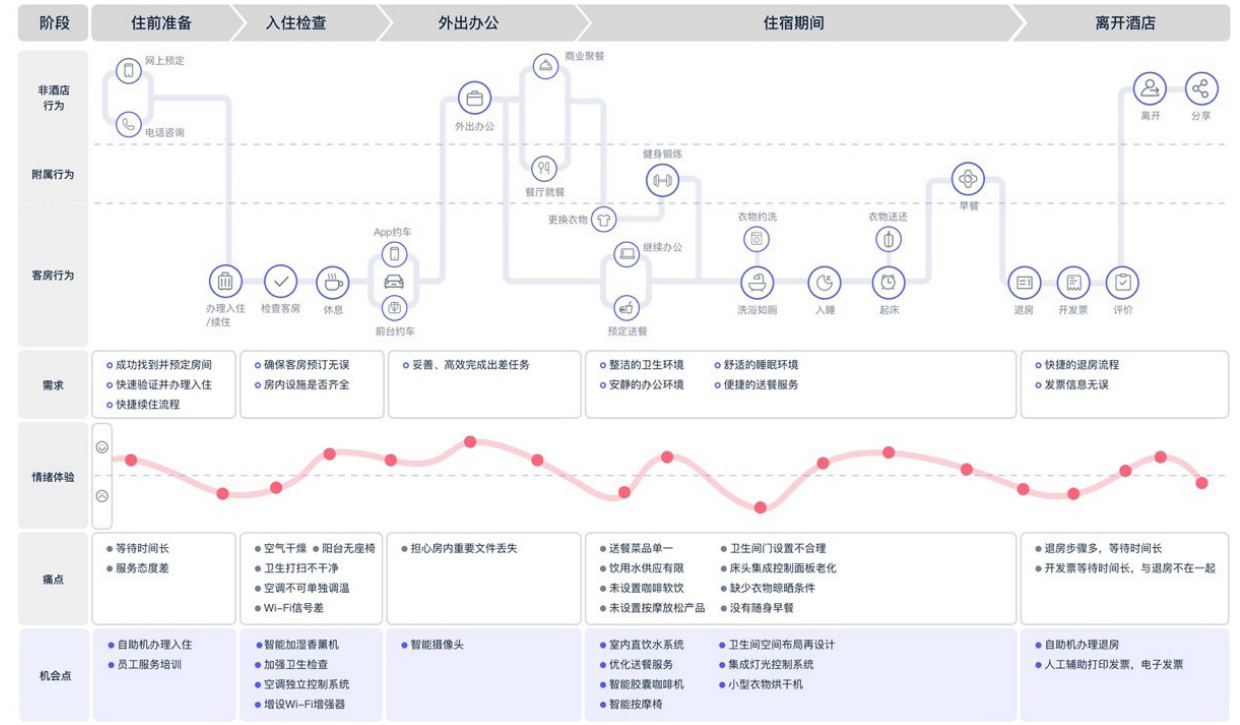 阶段
住前准备
入住检查
外出办公
住宿期间
离开酒店
非酒店
行为
网上预定
电话咨询
外出办公
商业聚餐
离开
分享
附属行为
餐厅就餐
健身锻炼
早餐
客房行为
办理入住
/续住
检查客房
休息
App约车
前台约车
更换衣物
继续办公
预定送餐
衣物约洗
洗浴如厕
入睡
衣物送还
起床
退房
开发票
评价
需求
成功找到并预定房间
快速验证并办理入住
快捷续住流程
确保客房预订无误
房内设施是否齐全
妥善、高效完成出差任务
整洁的卫生环境
安静的办公环境
舒适的睡眠环境
便捷的送餐服务
快捷的退房流程
发票信息无误
情绪体验
痛点
等待时间长
服务态度差
空气干燥
阳台无座椅
卫生打扫不干净
空调不可单独调温
Wi-Fi信号差
担心房内重要文件丢失
送餐菜品单一
饮用水供应有限
未设置咖啡软饮
未设置按摩放松产品
卫生间门设置不合理
床头集成控制面板老化
缺少衣物晾晒条件
没有随身早餐
退房步骤多，等待时间长
开发票等待时间长，与退房不在一起
机会点
自助机办理入住
员工服务培训
智能加湿香薰机
加强卫生检查
空调独立控制系统
增设Wi-Fi增强器
智能摄像头
室内直饮水系统
优化送餐服务
智能胶囊咖啡机
智能按摩椅
卫生间空间布局再设计
集成灯光控制系统
小型衣物烘干机
自助机办理退房
人工辅助打印发票，电子发票